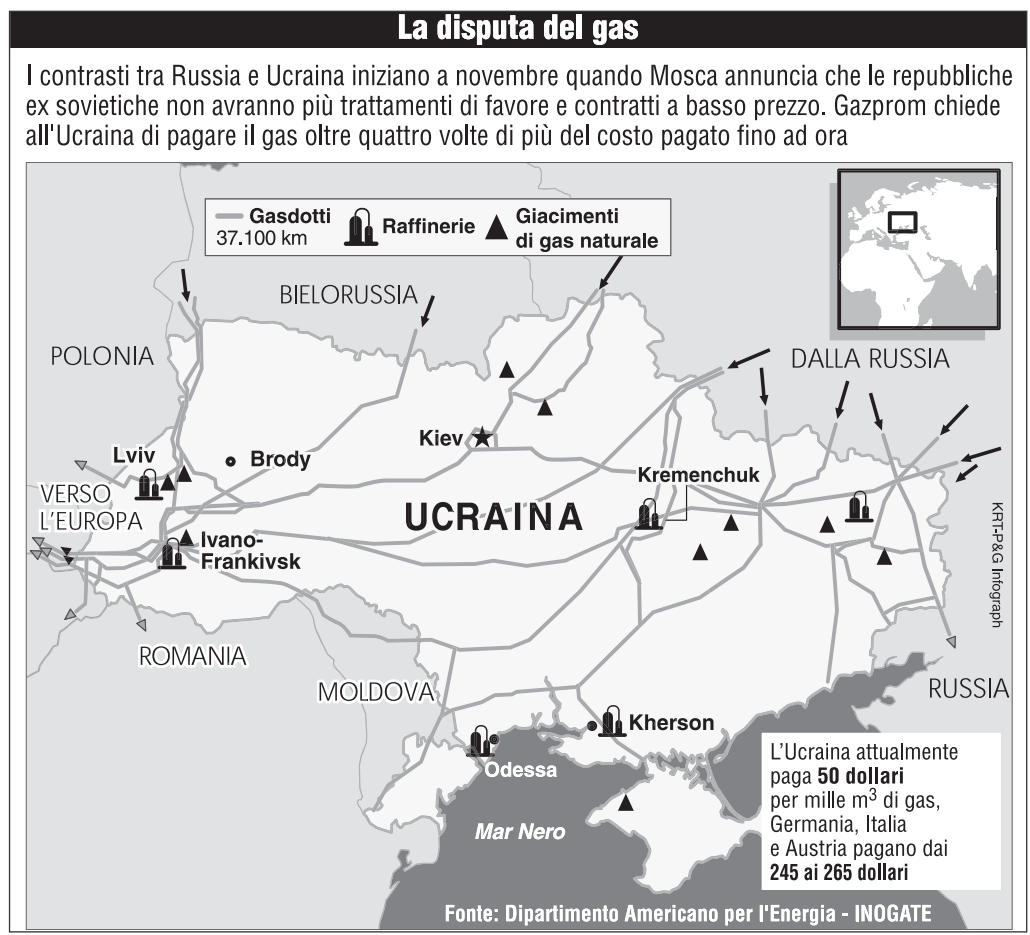 La disputa del gas
I contrasti tra Russia e Ucraina iniziano a novembre quando Mosca annuncia che le repubbliche
ex sovietiche non avranno più trattamenti di favore e contratti a basso prezzo. Gazprom chiede
all'Ucraina di pagare il gas oltre quattro volte di più del costo pagato fino ad ora
Gasdotti
37.100 km
Raffinerie
Giacimenti
di gas naturale
BIELORUSSIA
POLONIA
DALLA RUSSIA
Kiev
Lviv
Brody
Kremenchuk
VERSO
L'EUROPA
UCRAINA
Ivano-
Frankivsk
KRT-P&G Infograph
ROMANIA
MOLDOVA
RUSSIA
Kherson
Odessa
Mar Nero
L'Ucraina attualmente
paga 50 dollari
per mille m³ di gas,
Germania, Italia
e Austria pagano dai
245 ai 265 dollari
Fonte: Dipartimento Americano per l'Energia - INOGATE